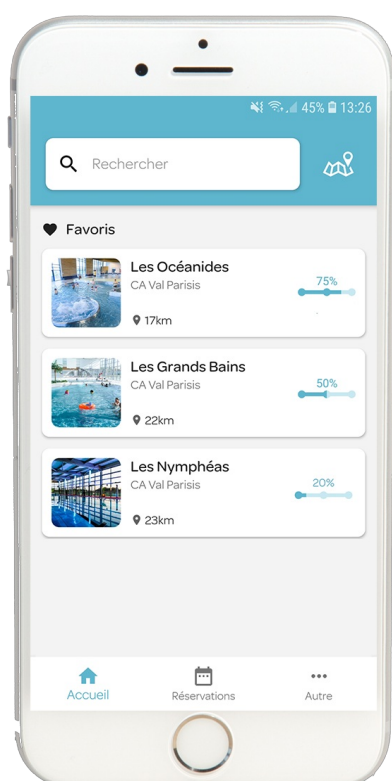 45% 13:26
Rechercher
Favoris
Les Océanides
CA Val Parisis
75%
17km
Les Grands Bains
CA Val Parisis
50%
22km
Les Nymphéas
CA Val Parisis
20%
23km
Accueil
Réservations
Autre